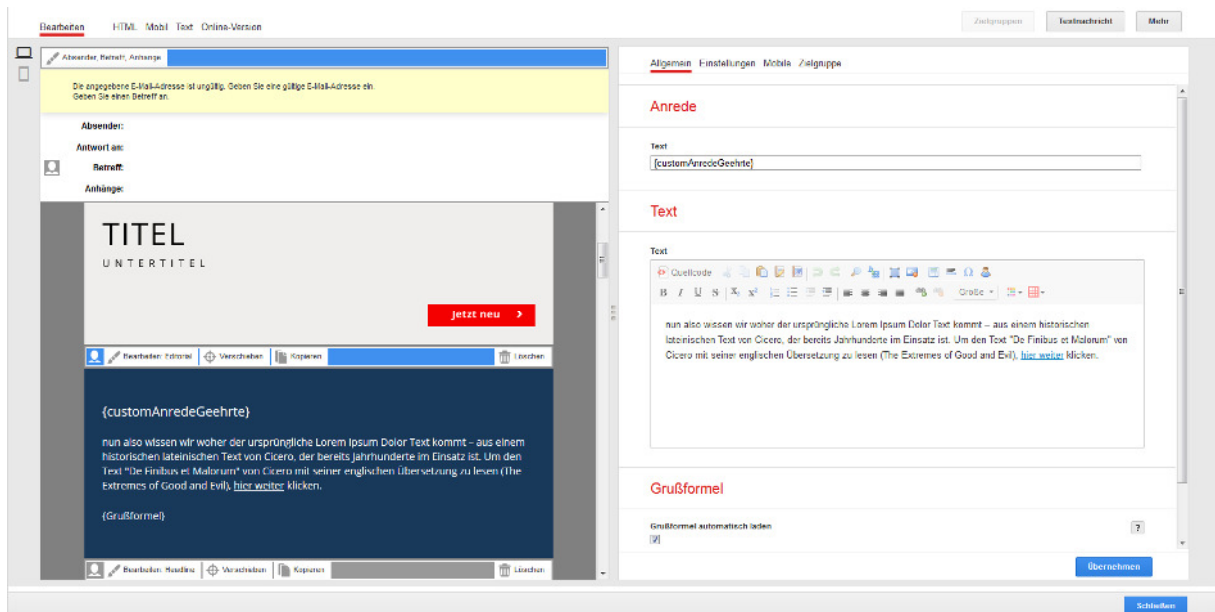 Bearbeiten HTML Mobil Text Online-Version
Zielgruppen Testnachricht Mehr
Absender, Betreff, Anhänge
Die angegebene E-Mail-Adresse ist ungültig. Geben Sie eine gültige E-Mail-Adresse ein.
Geben Sie einen Betreff an.
Absender:
Antwort an:
Betreff:
Anhänge:
TITEL
UNTERTITEL
Jetzt neu
Bearbeiten: Editorial Verschieben Kopieren Löschen
{customAnredeGeehrte}
nun also wissen wir woher der ursprüngliche Lorem Ipsum Dolor Text kommt – aus einem
historischen lateinischen Text von Cicero, der bereits Jahrhunderte im Einsatz ist. Um den
Text "De Finibus et Malorum" von Cicero mit seiner englischen Übersetzung zu lesen (The
Extremes of Good and Evil), hier weiter klicken.
{Grußformel}
Bearbeiten: Headline Verschieben Kopieren Löschen
Allgemein Einstellungen Mobile Zielgruppe
Anrede
Text
{customAnredeGeehrte}
Text
Text
Quellcode
B I U S X₂ X² Größe
nun also wissen wir woher der ursprüngliche Lorem Ipsum Dolor Text kommt – aus einem historischen
lateinischen Text von Cicero, der bereits Jahrhunderte im Einsatz ist. Um den Text "De Finibus et Malorum" von
Cicero mit seiner englischen Übersetzung zu lesen (The Extremes of Good and Evil), hier weiter klicken.
Grußformel
Grußformel automatisch laden
?
Übernehmen
Schließen